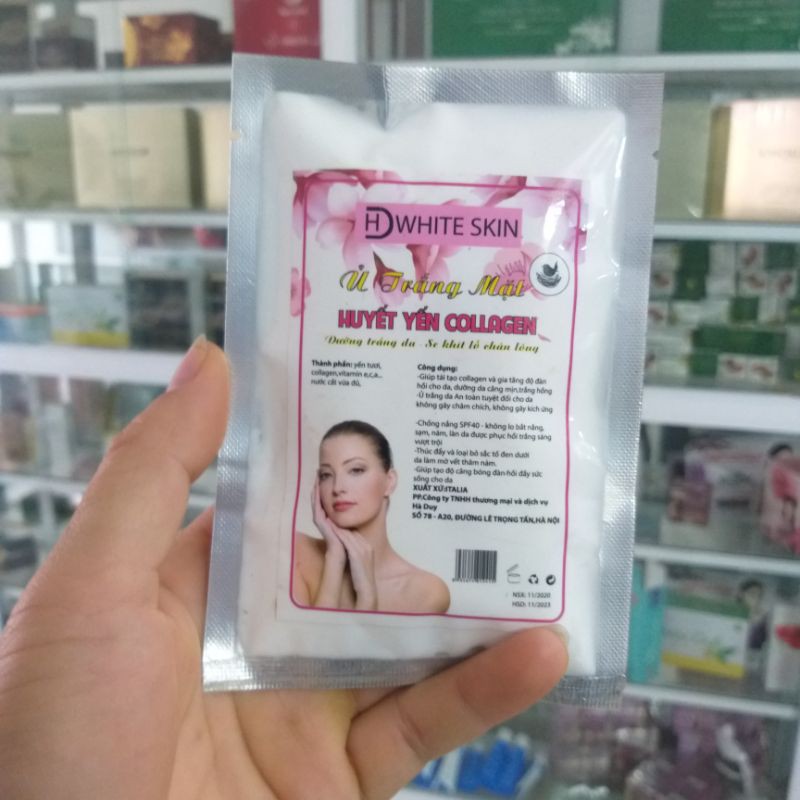 HD WHITE SKIN
Ủ Trắng Mặt
HUYẾT YẾN COLLAGEN
Dưỡng trắng da - Se khít lỗ chân lông
Thành phần: yến tươi,
collagen,vitamin e,c,a...
nước cất vừa đủ,
Công dụng:
-Giúp tái tạo collagen và gia tăng độ đàn
hồi cho da, dưỡng da căng mịn,trắng hồng
-Ủ trắng da An toàn tuyệt đối cho da
không gây châm chích, không gây kích ứng
-Chống nắng SPF40 - không lo bắt nắng,
sạm, nám, làn da được phục hồi trắng sáng
vượt trội
-Thúc đẩy và loại bỏ sắc tố đen dưới
da làm mờ vết thâm nám.
-Giúp tạo độ căng bóng đàn hồi đầy sức
sống cho da
XUẤT XỨ:ITALIA
PP:Công ty TNHH thương mại và dịch vụ
Hà Duy
SỐ 78 - A20, ĐƯỜNG LÊ TRỌNG TẤN,HÀ NỘI
NSX: 11/2020
HSD: 11/2023